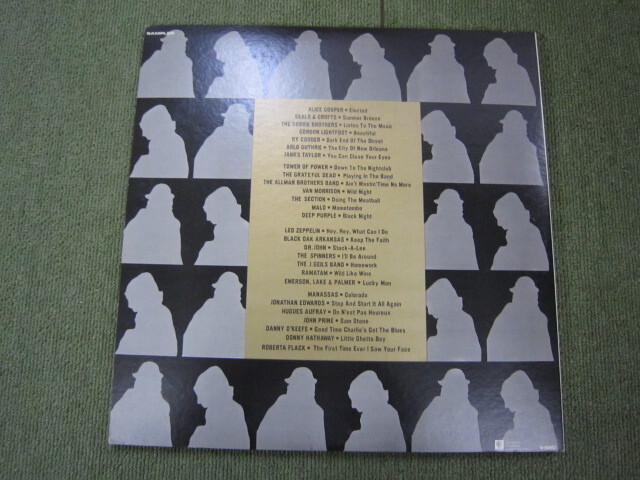 SAMPLER
ALICE COOPER • Elected
SEALS & CROFTS • Summer Breeze
THE DOOBIE BROTHERS • Listen To The Music
GORDON LIGHTFOOT • Beautiful
RY COODER • Dark End Of The Street
ARLO GUTHRIE • The City Of New Orleans
JAMES TAYLOR • You Can Close Your Eyes
TOWER OF POWER • Down To The Nightclub
THE GRATEFUL DEAD • Playing In The Band
THE ALLMAN BROTHERS BAND • Ain't Wastin' Time No More
VAN MORRISON • Wild Night
THE SECTION • Doing The Meatball
MALO • Momotombo
DEEP PURPLE • Black Night
LED ZEPPELIN • Hey, Hey, What Can I Do
BLACK OAK ARKANSAS • Keep The Faith
DR. JOHN • Stack-A-Lee
THE SPINNERS • I'll Be Around
THE J. GEILS BAND • Homework
RAMATAM • Wild Like Wine
EMERSON, LAKE & PALMER • Lucky Man
MANASSAS • Colorado
JONATHAN EDWARDS • Stop And Start It All Again
HUGUES AUFRAY • On N'est Pas Heureux
JOHN PRINE • Sam Stone
DANNY O'KEEFE • Good Time Charlie's Got The Blues
DONNY HATHAWAY • Little Ghetto Boy
ROBERTA FLACK • The First Time Ever I Saw Your Face